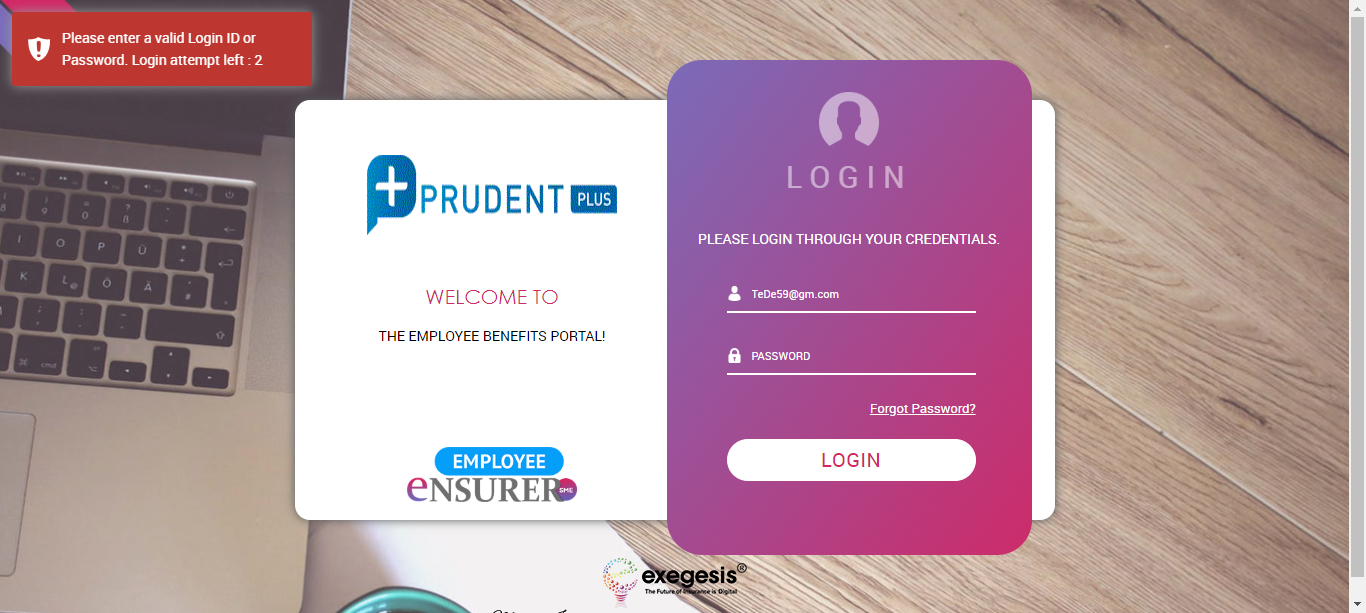 Please enter a valid Login ID or
Password. Login attempt left : 2
PRUDENT PLUS
WELCOME TO
THE EMPLOYEE BENEFITS PORTAL!
EMPLOYEE
eNSURER SME
LOGIN
PLEASE LOGIN THROUGH YOUR CREDENTIALS.
TeDe59@gm.com
PASSWORD
Forgot Password?
LOGIN
exegesis®
The Future of Insurance is Digital